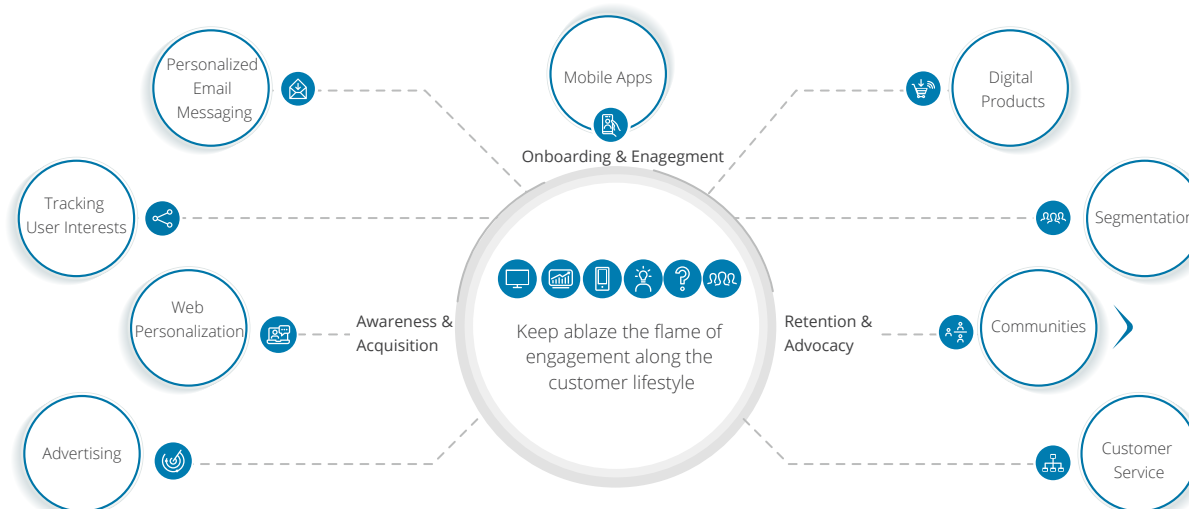 Personalized
Email
Messaging
Mobile Apps
Digital
Products
Onboarding & Enagegment
Tracking
User Interests
Segmentation
Web
Personalization
Awareness &
Acquisition
Keep ablaze the flame of
engagement along the
customer lifestyle
Retention &
Advocacy
Communities
Advertising
Customer
Service